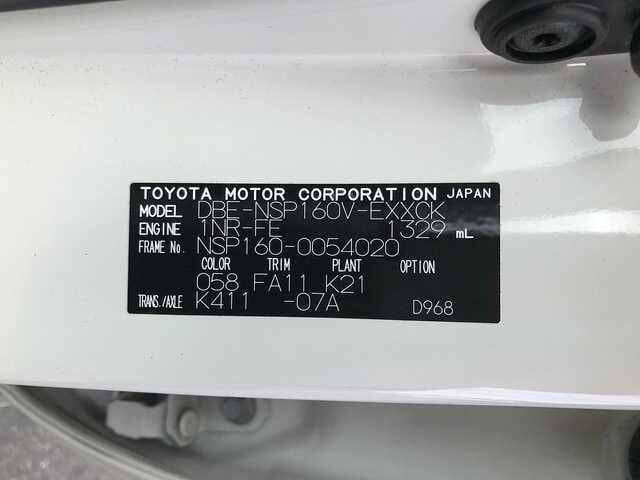 TOYOTA MOTOR CORPORATION JAPAN
MODEL DBE-NSP160V-EXXCK
ENGINE 1NR-FE 1329 mL
FRAME No. NSP160-0054020
COLOR TRIM PLANT OPTION
058 FA11 K21
TRANS./AXLE K411 -07A D968